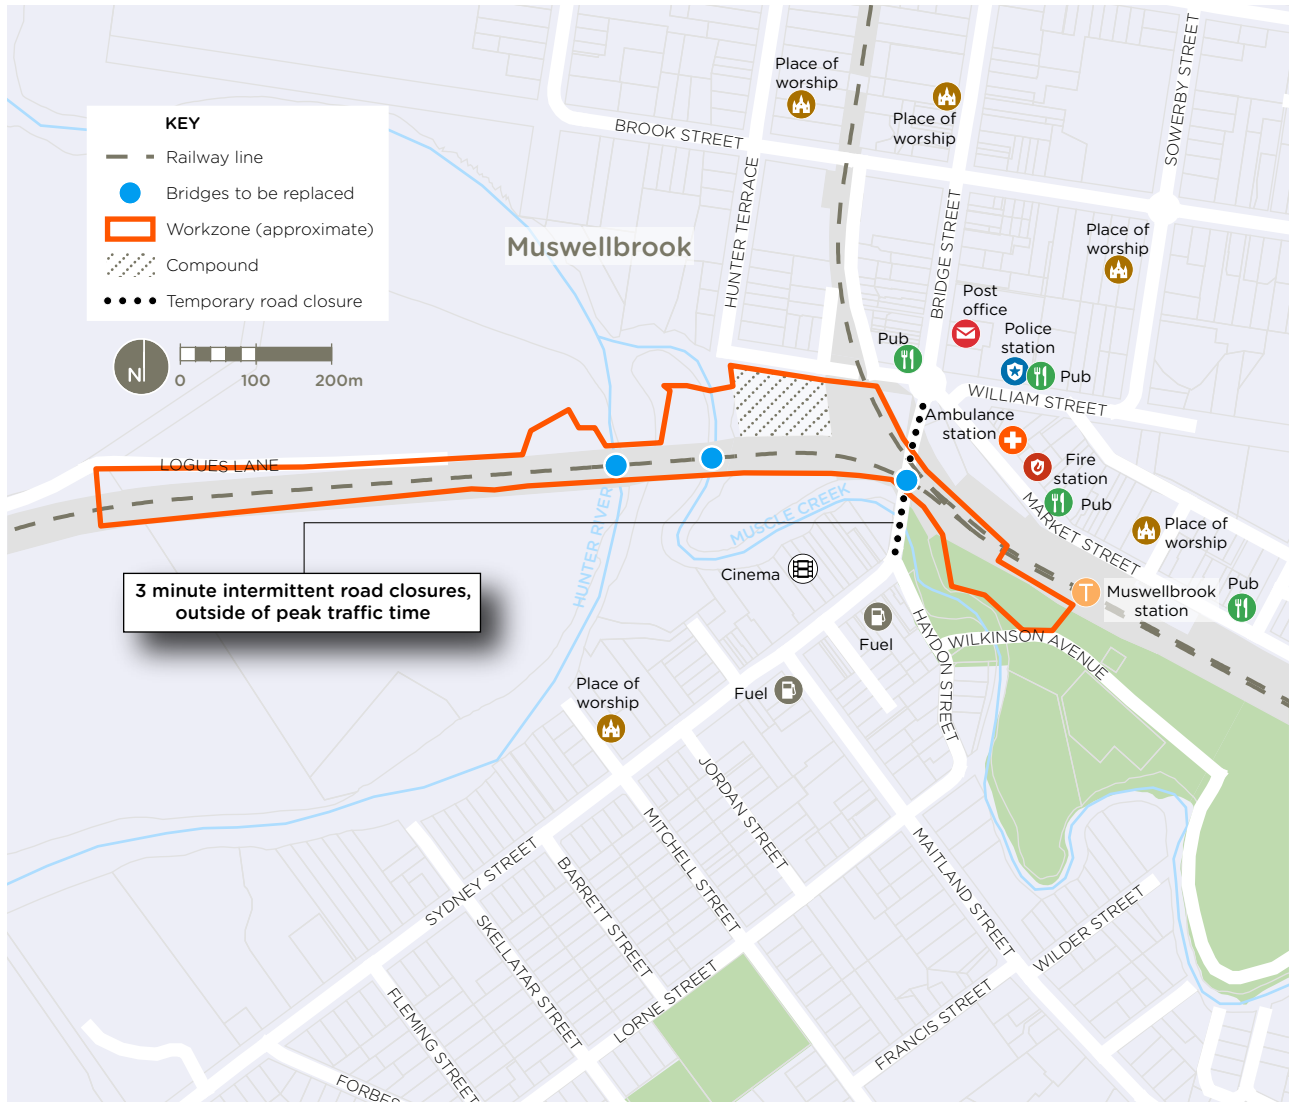 KEY
Railway line
Bridges to be replaced
Workzone (approximate)
Compound
Temporary road closure
N
0 100 200m
Muswellbrook
Place of
worship
Place of
worship
BROOK STREET
SOWERBY STREET
HUNTER TERRACE
BRIDGE STREET
Place of
worship
Post
office
Police
station
Pub
Pub
WILLIAM STREET
Ambulance
station
Fire
station
Pub
MARKET STREET
Place of
worship
LOGUES LANE
HUNTER RIVER
MUSCLE CREEK
3 minute intermittent road closures,
outside of peak traffic time
Cinema
T
Muswellbrook
station
Pub
Fuel
HAYDON STREET
WILKINSON AVENUE
Fuel
Place of
worship
JORDAN STREET
MITCHELL STREET
SYDNEY STREET
BARRETT STREET
SKELLATAR STREET
MAITLAND STREET
WILDER STREET
LORNE STREET
FRANCIS STREET
FLEMING STREET
FORBES